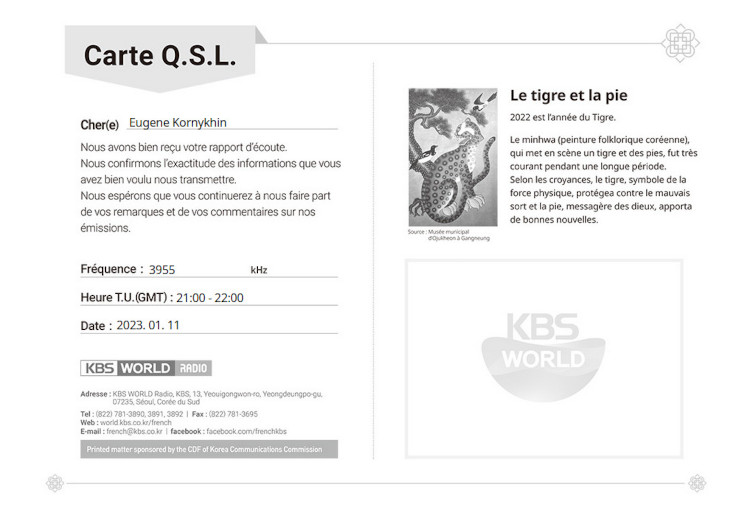 Carte Q.S.L.
Cher(e) Eugene Kornykhin
Nous avons bien reçu votre rapport d'écoute.
Nous confirmons l'exactitude des informations que vous
avez bien voulu nous transmettre.
Nous espérons que vous continuerez à nous faire part
de vos remarques et de vos commentaires sur nos
émissions.
Fréquence : 3955 kHz
Heure T.U.(GMT) : 21:00 - 22:00
Date : 2023. 01. 11
KBS WORLD RADIO
Adresse : KBS WORLD Radio, KBS, 13, Yeouigongwon-ro, Yeongdeungpo-gu,
07235, Séoul, Corée du Sud
Tel : (822) 781-3890, 3891, 3892 | Fax : (822) 781-3695
Web : world.kbs.co.kr/french
E-mail : french@kbs.co.kr | facebook : facebook.com/frenchkbs
Printed matter sponsored by the CDF of Korea Communications Commission
Le tigre et la pie
2022 est l'année du Tigre.
Le minhwa (peinture folklorique coréenne),
qui met en scène un tigre et des pies, fut très
courant pendant une longue période.
Selon les croyances, le tigre, symbole de la
force physique, protégea contre le mauvais
sort et la pie, messagère des dieux, apporta
de bonnes nouvelles.
Source : Musée municipal
d'Ojukheon à Gangneung
KBS
WORLD